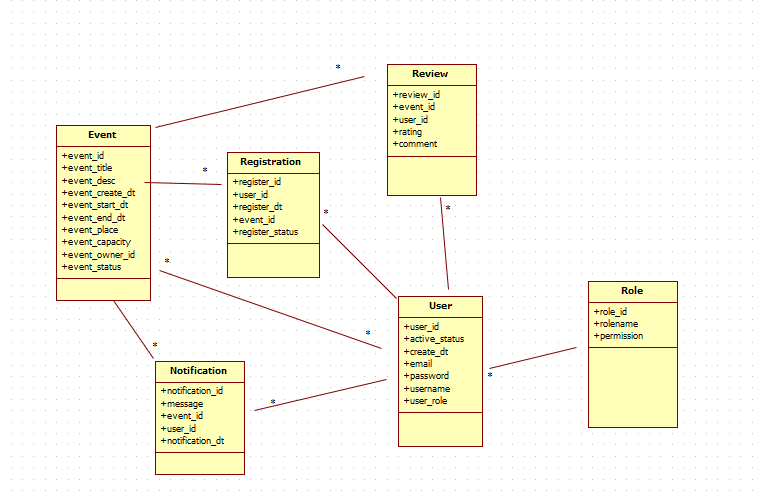 Event
+event_id
+event_title
+event_desc
+event_create_dt
+event_start_dt
+event_end_dt
+event_place
+event_capacity
+event_owner_id
+event_status
*
Review
+review_id
+event_id
+user_id
+rating
+comment
*
Registration
+register_id
+user_id
+register_dt
+event_id
+register_status
*
*
*
*
*
Notification
+notification_id
+message
+event_id
+user_id
+notification_dt
*
User
+user_id
+active_status
+create_dt
+email
+password
+username
+user_role
*
Role
+role_id
+rolename
+permission